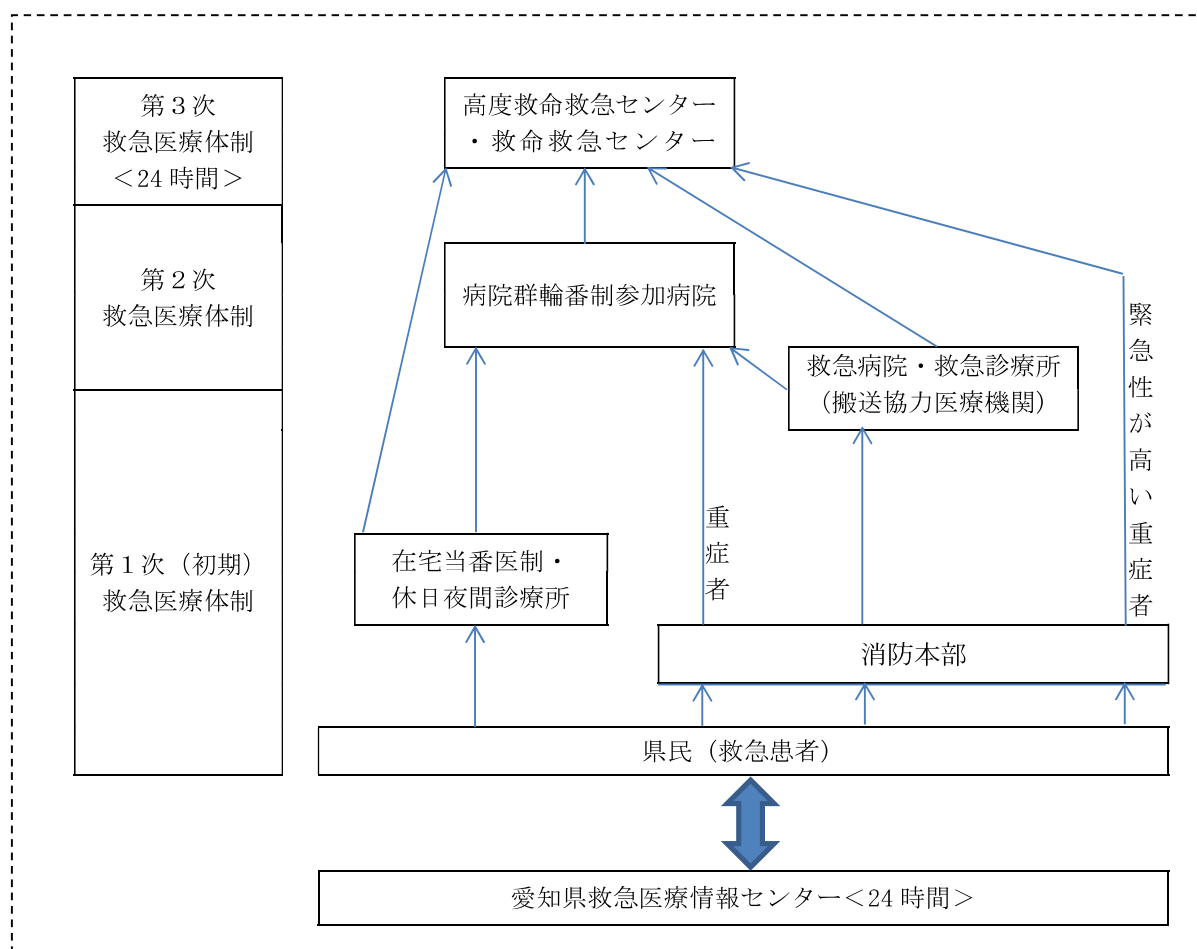 第３次
救急医療体制
＜24 時間＞
高度救命救急センター
・救命救急センター
第２次
救急医療体制
病院群輪番制参加病院
救急病院・救急診療所
（搬送協力医療機関）
緊急性が高い重症者
重症者
第１次（初期）
救急医療体制
在宅当番医制・
休日夜間診療所
消防本部
県民（救急患者）
愛知県救急医療情報センター＜24 時間＞